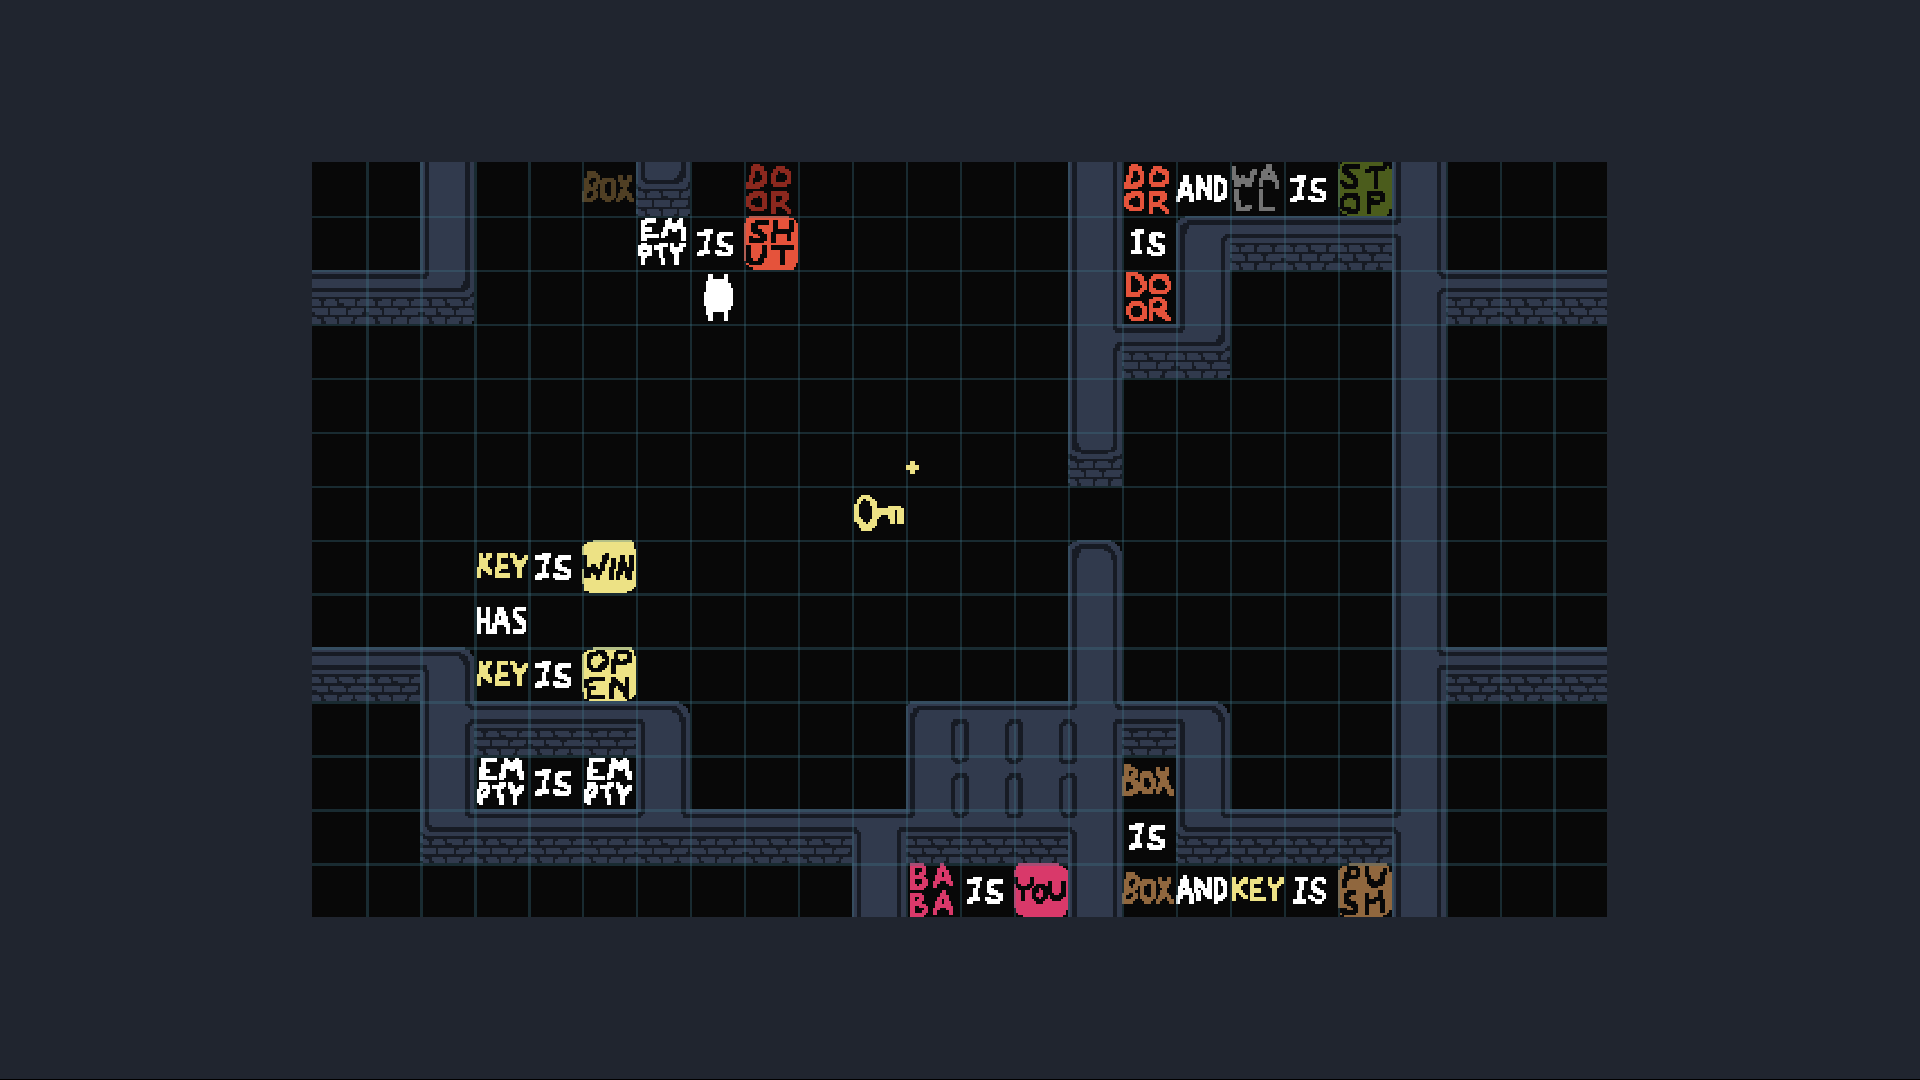 BOX DOOR DOOR AND WALL IS STOP
EMPTY IS SHUT IS
DOOR
KEY IS WIN
HAS
KEY IS OPEN
EMPTY IS EMPTY BOX
IS
BABA IS YOU BOX AND KEY IS PUSH